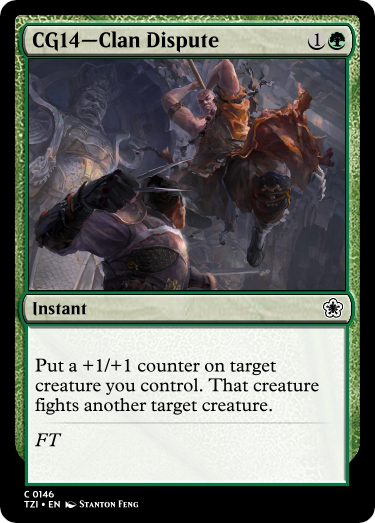 CG14—Clan Dispute 1
Instant
Put a +1/+1 counter on target
creature you control. That creature
fights another target creature.
FT
C 0146
TZI • EN STANTON FENG